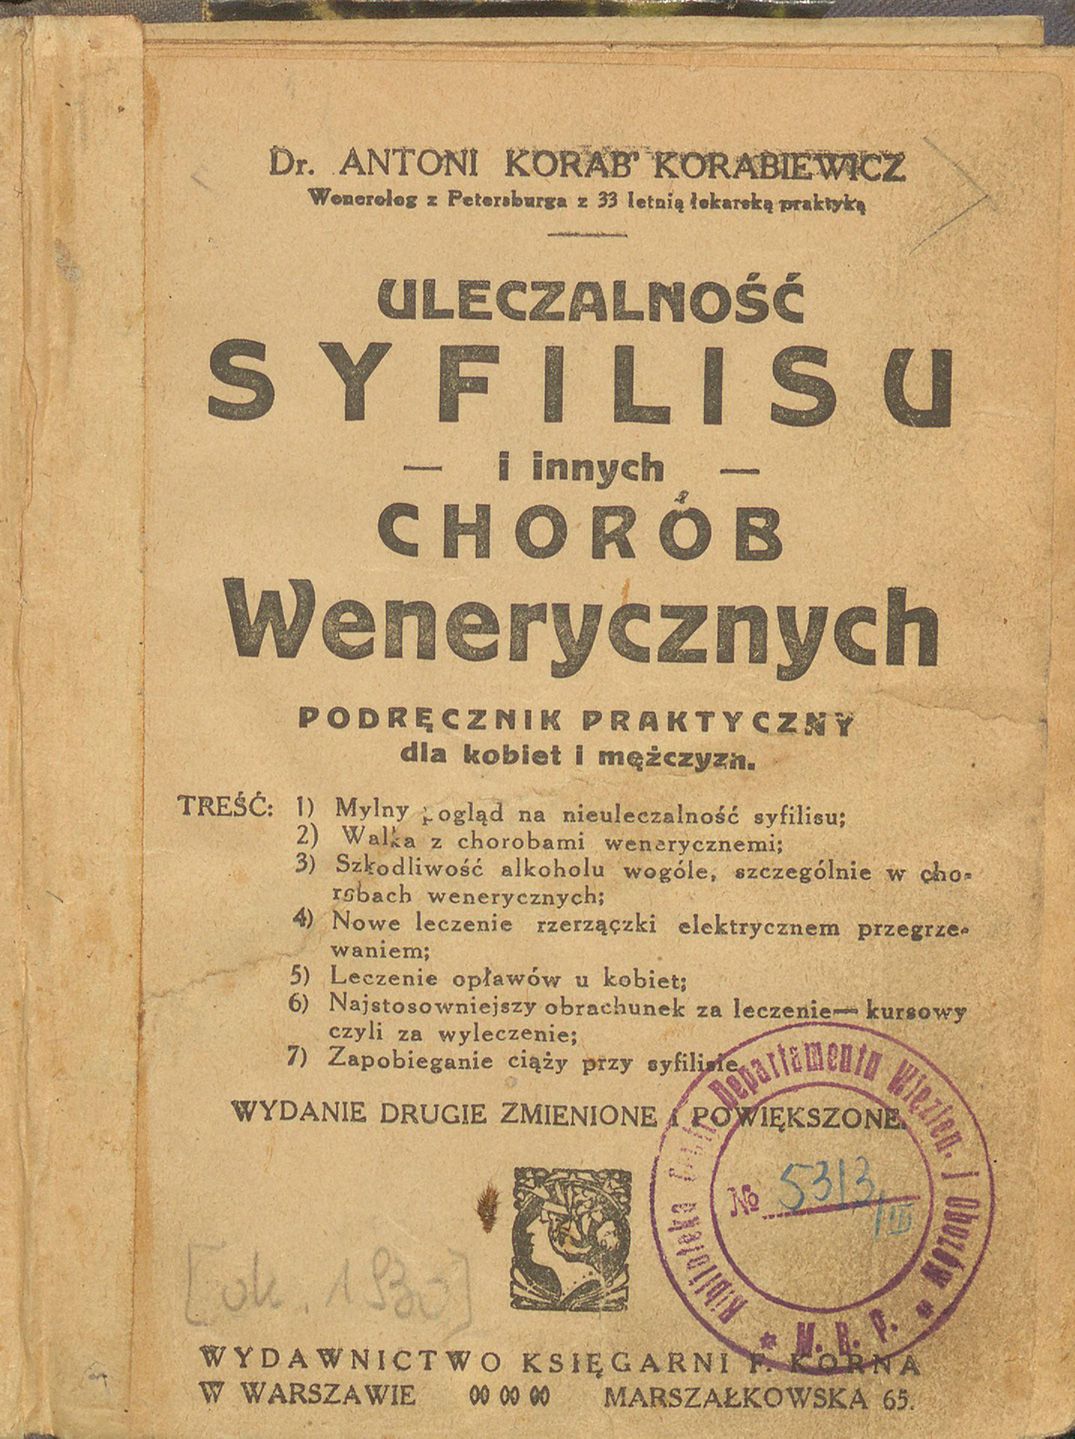 Dr. ANTONI KORAB' KORABIEWICZ
Wenerolog z Petersburga z 33 letnią lekarską praktyką
ULECZALNOŚĆ
SYFILISU
— i innych —
CHORÓB
Wenerycznych
PODRĘCZNIK PRAKTYCZNY
dla kobiet i mężczyzn.
TREŚĆ: 1) Mylny pogląd na nieuleczalność syfilisu;
2) Walka z chorobami wenerycznemi;
3) Szkodliwość alkoholu wogóle, szczególnie w cho-
robach wenerycznych;
4) Nowe leczenie rzerzączki elektrycznem przegrze-
waniem;
5) Leczenie opławów u kobiet;
6) Najstosowniejszy obrachunek za leczenie— kursowy
czyli za wyleczenie;
7) Zapobieganie ciąży przy syfilisie
WYDANIE DRUGIE ZMIENIONE i POWIĘKSZONE.
Biblioteka Departamentu Więzien. i Obozów
№ 5313/III
* M. B. P. *
[ok. 1930]
WYDAWNICTWO KSIĘGARNI F. KORNA
W WARSZAWIE MARSZAŁKOWSKA 65.